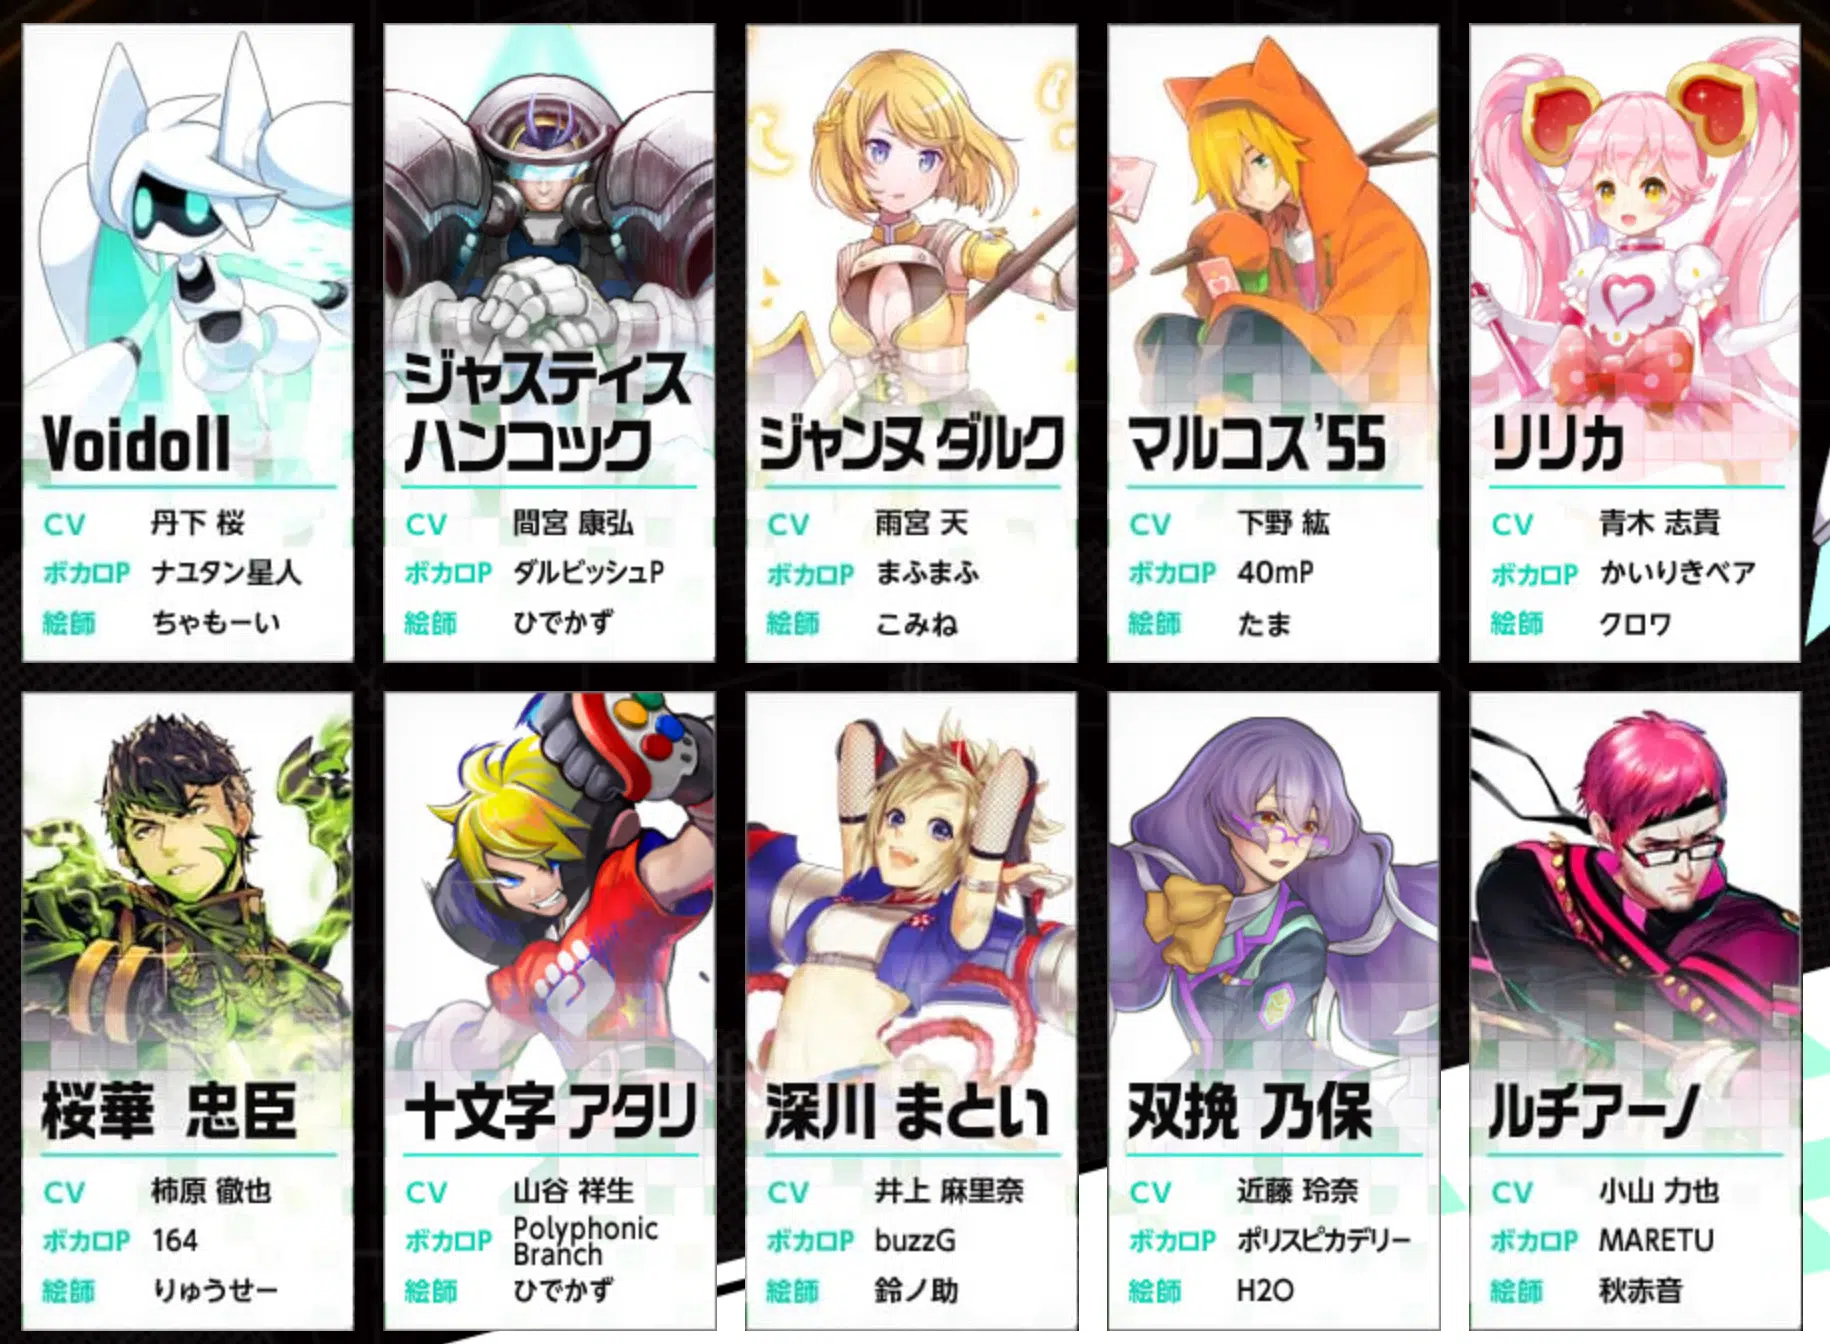 Voidoll
CV 丹下 桜
ボカロP ナユタン星人
絵師 ちゃもーい
ジャスティス
ハンコック
CV 間宮 康弘
ボカロP ダルビッシュP
絵師 ひでかず
ジャンヌ ダルク
CV 雨宮 天
ボカロP まふまふ
絵師 こみね
マルコス'55
CV 下野 紘
ボカロP 40mP
絵師 たま
リリカ
CV 青木 志貴
ボカロP かいりきベア
絵師 クロワ
桜華 忠臣
CV 柿原 徹也
ボカロP 164
絵師 りゅうせー
十文字 アタリ
CV 山谷 祥生
ボカロP Polyphonic
Branch
絵師 ひでかず
深川 まとい
CV 井上 麻里奈
ボカロP buzzG
絵師 鈴ノ助
双挽 乃保
CV 近藤 玲奈
ボカロP ポリスピカデリー
絵師 H2O
ルチアーノ
CV 小山 力也
ボカロP MARETU
絵師 秋赤音